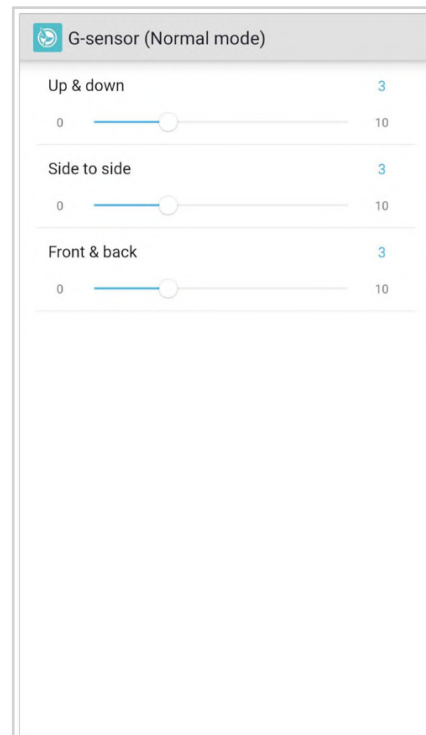 G-sensor (Normal mode)
Up & down 3
0 10
Side to side 3
0 10
Front & back 3
0 10